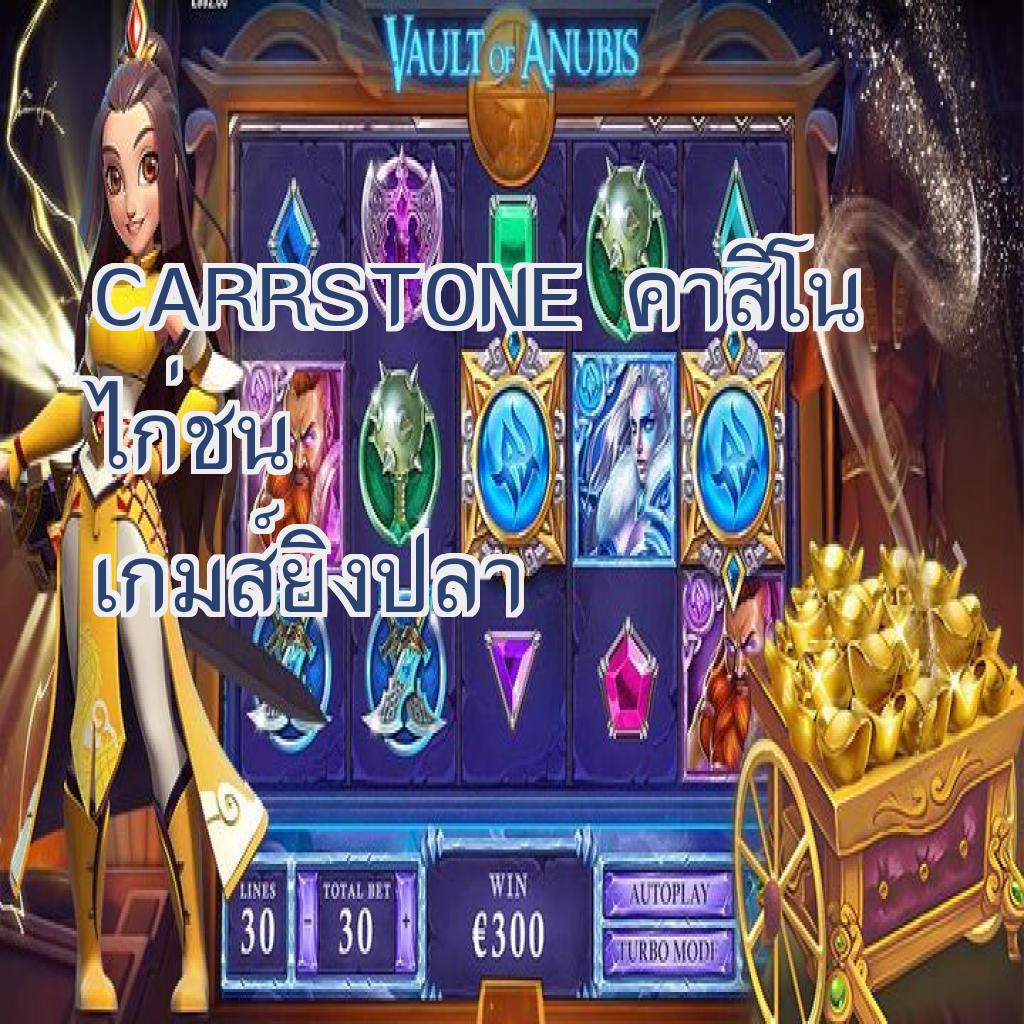 VAULT OF ANUBIS
CARRSTONE คาสิโน
ไก่ชน
เกมส์ยิงปลา
LINES
30
TOTAL BET
- 30 +
WIN
€300
AUTOPLAY
TURBO MODE